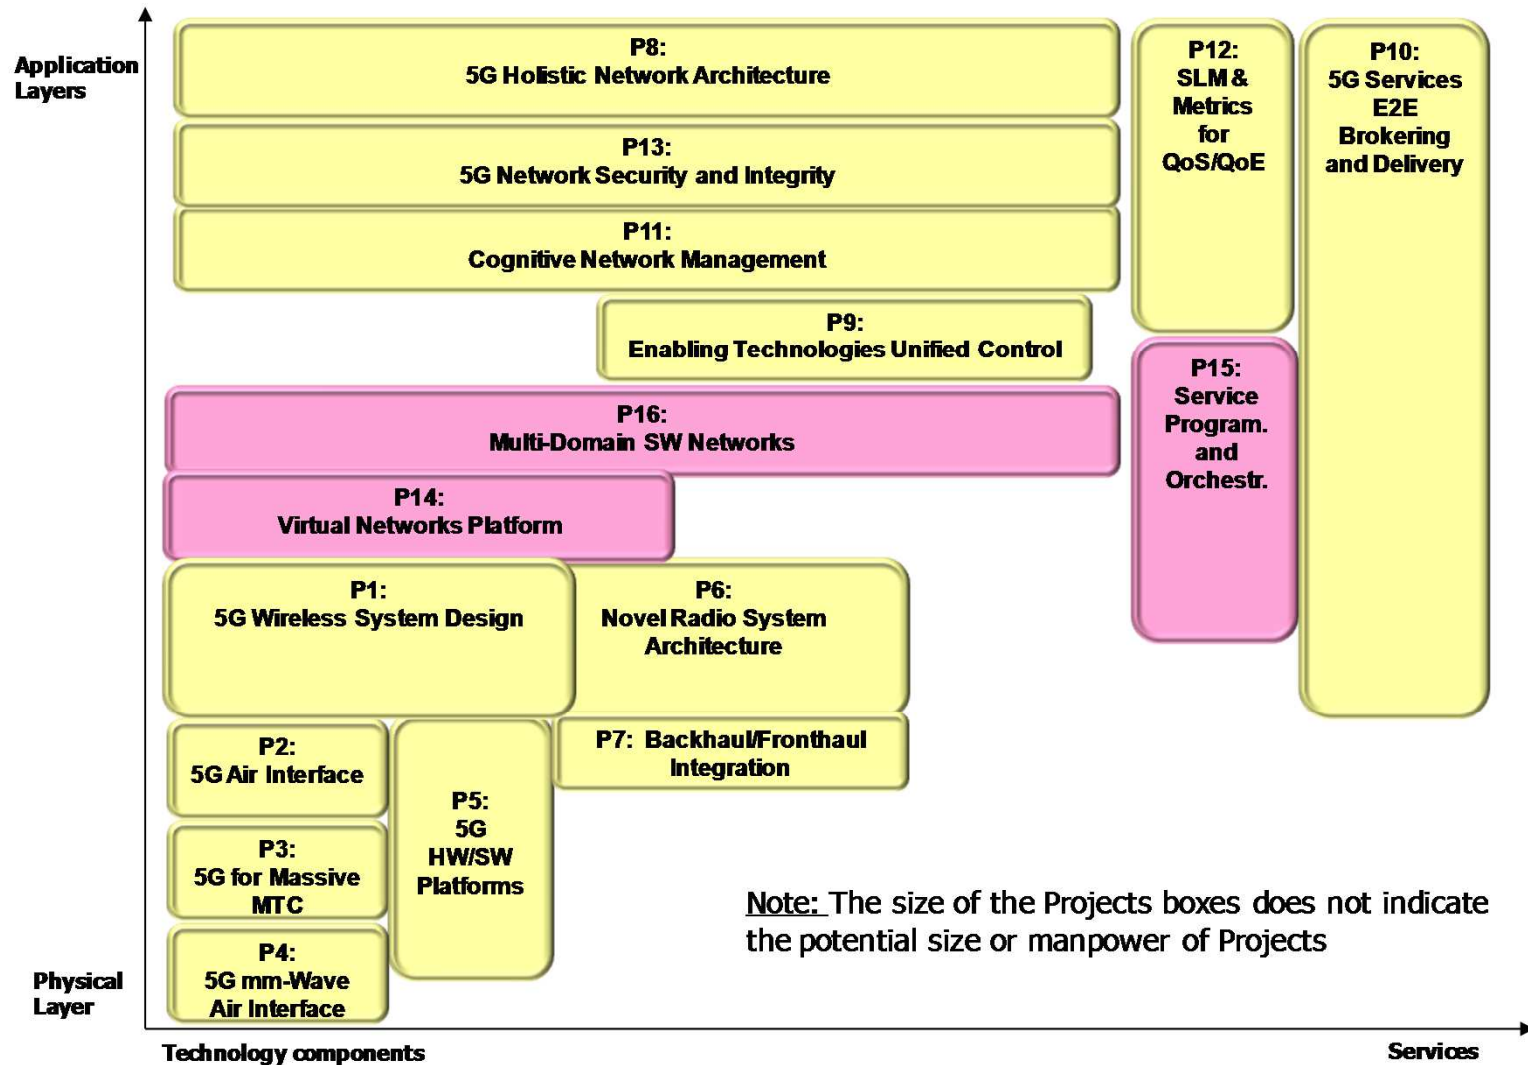 Application
Layers
P8:
5G Holistic Network Architecture
P13:
5G Network Security and Integrity
P11:
Cognitive Network Management
P9:
Enabling Technologies Unified Control
P12:
SLM &
Metrics
for
QoS/QoE
P10:
5G Services
E2E
Brokering
and Delivery
P16:
Multi-Domain SW Networks
P15:
Service
Program.
and
Orchestr.
P14:
Virtual Networks Platform
P1:
5G Wireless System Design
P6:
Novel Radio System
Architecture
P2:
5G Air Interface
P5:
5G
HW/SW
Platforms
P7: Backhaul/Fronthaul
Integration
P3:
5G for Massive
MTC
P4:
5G mm-Wave
Air Interface
Note: The size of the Projects boxes does not indicate
the potential size or manpower of Projects
Physical
Layer
Technology components
Services